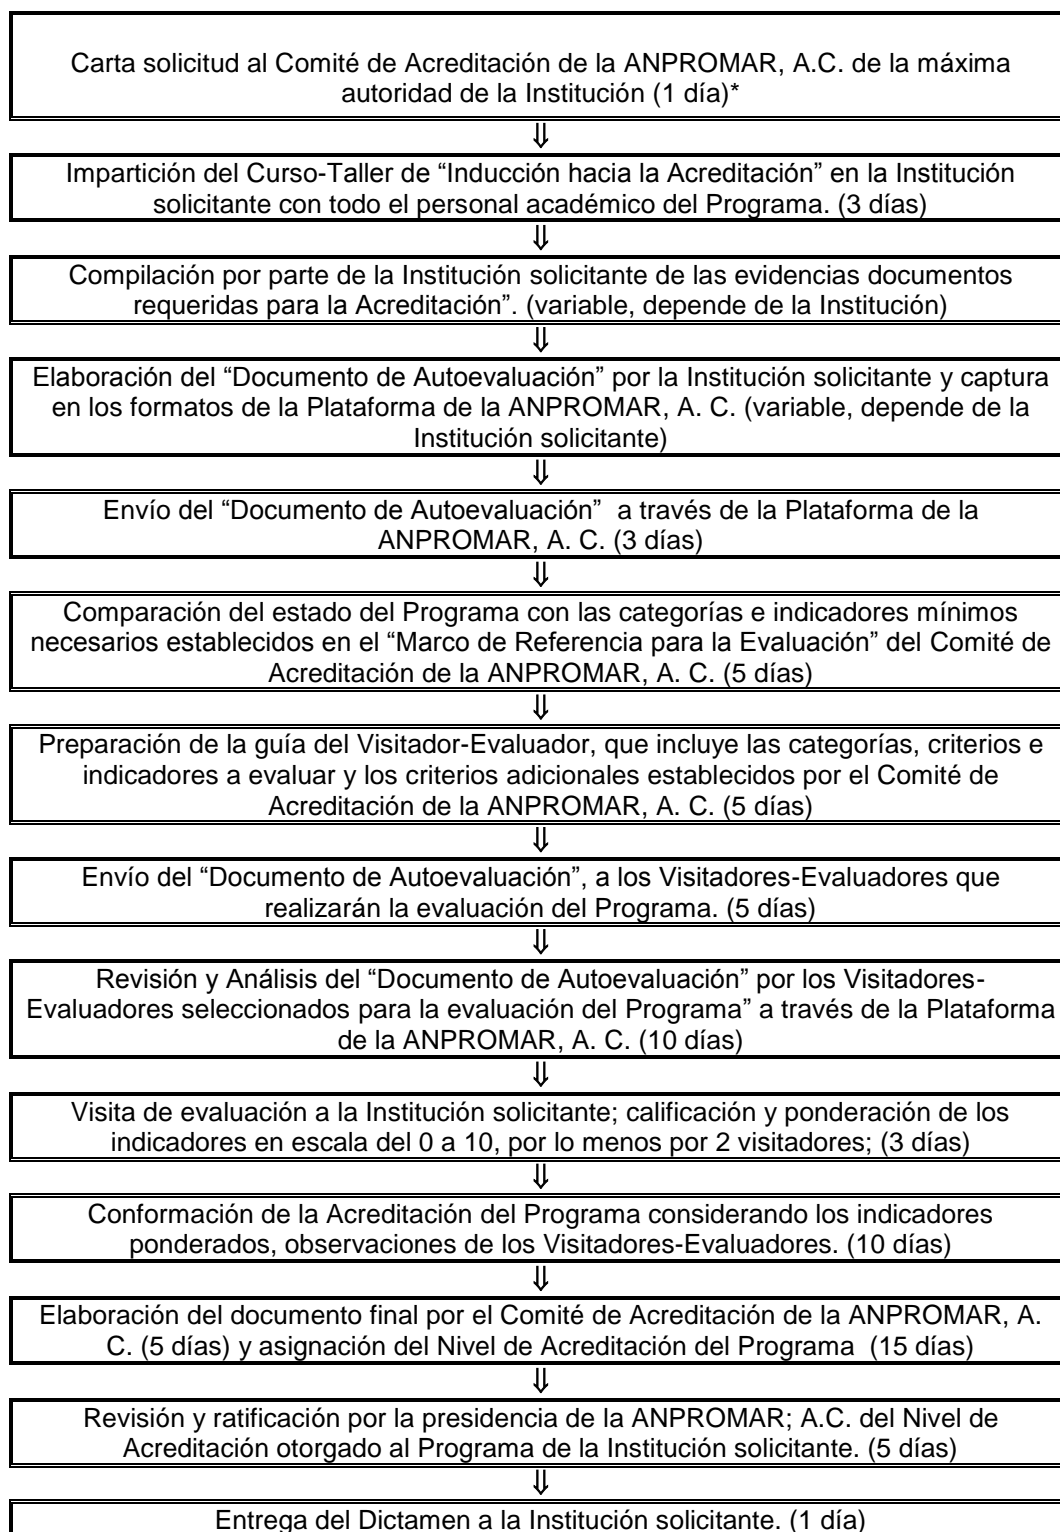 Carta solicitud al Comité de Acreditación de la ANPROMAR, A.C. de la máxima
autoridad de la Institución (1 día)*
⇓
Impartición del Curso-Taller de “Inducción hacia la Acreditación” en la Institución
solicitante con todo el personal académico del Programa. (3 días)
⇓
Compilación por parte de la Institución solicitante de las evidencias documentos
requeridas para la Acreditación”. (variable, depende de la Institución)
⇓
Elaboración del “Documento de Autoevaluación” por la Institución solicitante y captura
en los formatos de la Plataforma de la ANPROMAR, A. C. (variable, depende de la
Institución solicitante)
⇓
Envío del “Documento de Autoevaluación” a través de la Plataforma de la
ANPROMAR, A. C. (3 días)
⇓
Comparación del estado del Programa con las categorías e indicadores mínimos
necesarios establecidos en el “Marco de Referencia para la Evaluación” del Comité de
Acreditación de la ANPROMAR, A. C. (5 días)
⇓
Preparación de la guía del Visitador-Evaluador, que incluye las categorías, criterios e
indicadores a evaluar y los criterios adicionales establecidos por el Comité de
Acreditación de la ANPROMAR, A. C. (5 días)
⇓
Envío del “Documento de Autoevaluación”, a los Visitadores-Evaluadores que
realizarán la evaluación del Programa. (5 días)
⇓
Revisión y Análisis del “Documento de Autoevaluación” por los Visitadores-
Evaluadores seleccionados para la evaluación del Programa” a través de la Plataforma
de la ANPROMAR, A. C. (10 días)
⇓
Visita de evaluación a la Institución solicitante; calificación y ponderación de los
indicadores en escala del 0 a 10, por lo menos por 2 visitadores; (3 días)
⇓
Conformación de la Acreditación del Programa considerando los indicadores
ponderados, observaciones de los Visitadores-Evaluadores. (10 días)
⇓
Elaboración del documento final por el Comité de Acreditación de la ANPROMAR, A.
C. (5 días) y asignación del Nivel de Acreditación del Programa (15 días)
⇓
Revisión y ratificación por la presidencia de la ANPROMAR; A.C. del Nivel de
Acreditación otorgado al Programa de la Institución solicitante. (5 días)
⇓
Entrega del Dictamen a la Institución solicitante. (1 día)